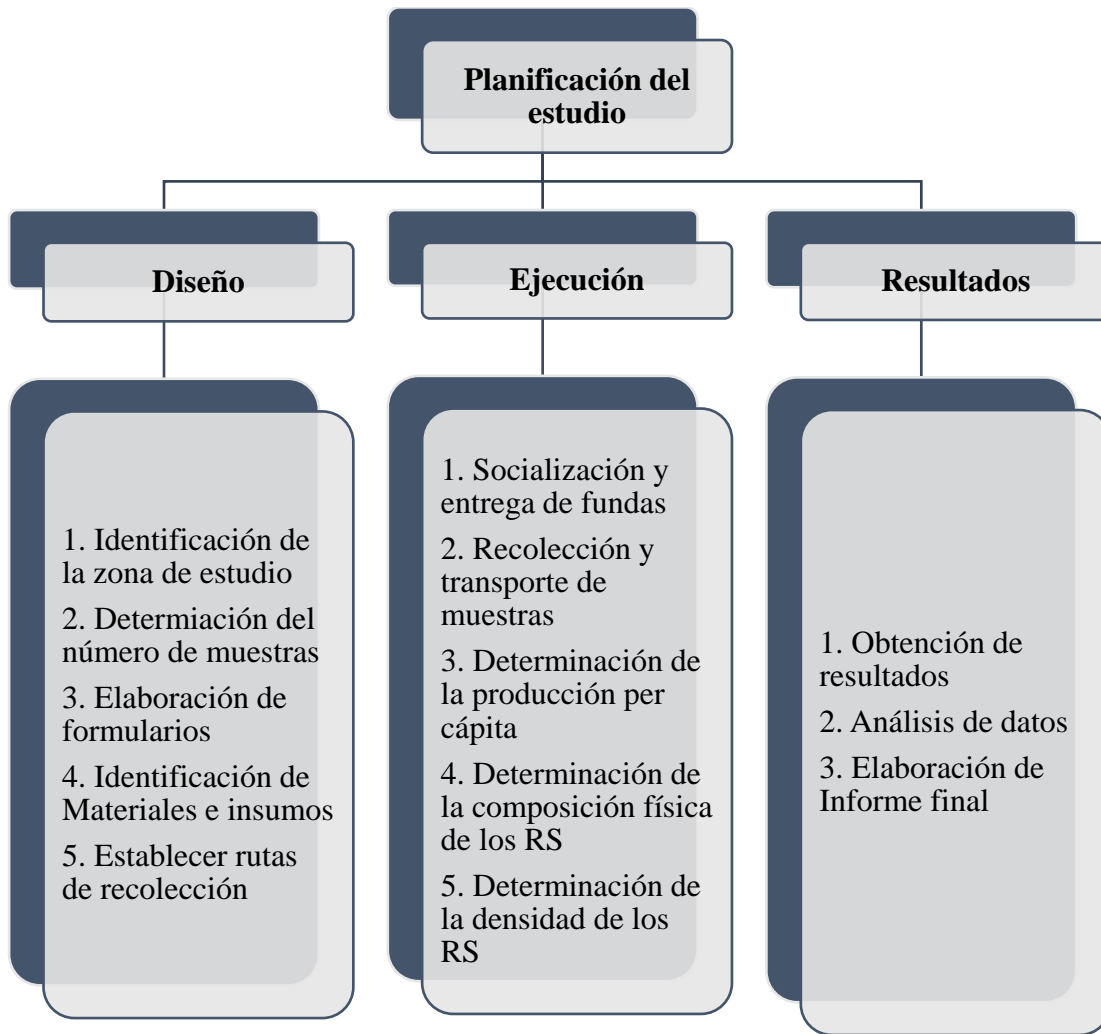 Planificación del
estudio
Diseño
Ejecución
Resultados
1. Identificación de
la zona de estudio
2. Determiación del
número de muestras
3. Elaboración de
formularios
4. Identificación de
Materiales e insumos
5. Establecer rutas
de recolección
1. Socialización y
entrega de fundas
2. Recolección y
transporte de
muestras
3. Determinación de
la producción per
cápita
4. Determinación de
la composición física
de los RS
5. Determinación de
la densidad de los
RS
1. Obtención de
resultados
2. Análisis de datos
3. Elaboración de
Informe final